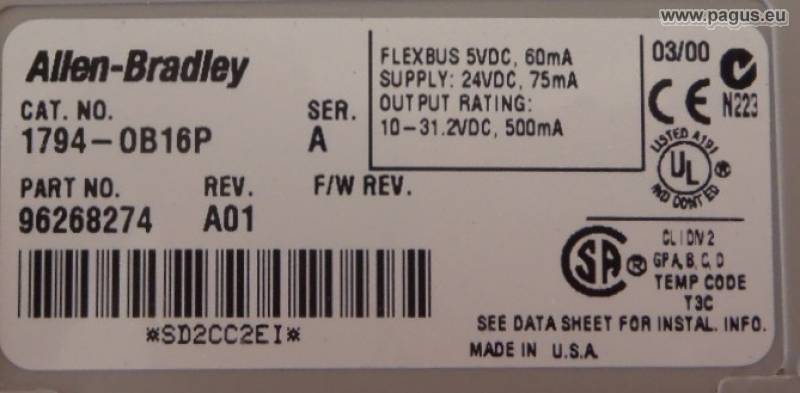 www.pagus.eu
Allen-Bradley
CAT. NO.
SER.
1794-OB16P
A
PART NO.
REV.
F/W REV.
96268274
A01
*SD2CC2EI*
FLEXBUS 5VDC, 60mA
SUPPLY: 24VDC, 75mA
OUTPUT RATING:
10-31.2VDC, 500mA
03/00
CE
N223
LISTED A191
UL ®
IND CONT EQ
SA ®
CL I DIV 2
GP A, B, C, D
TEMP CODE
T3C
SEE DATA SHEET FOR INSTAL. INFO.
MADE IN U.S.A